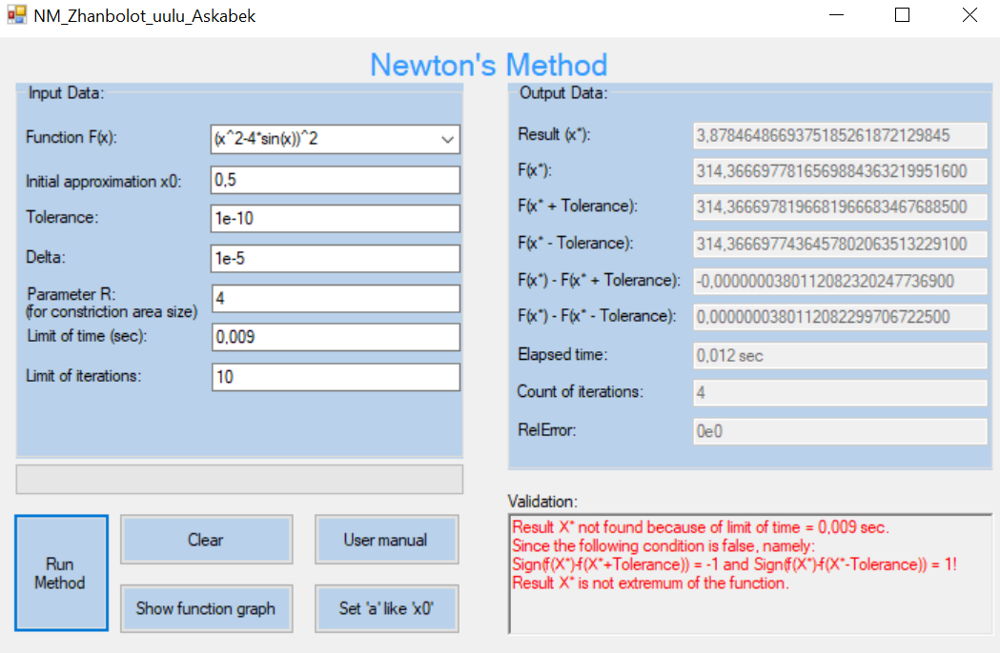 NM_Zhanbolot_uulu_Askabek
Newton's Method
Input Data:
Function F(x):
(x^2-4*sin(x))^2
Initial approximation x0:
0,5
Tolerance:
1e-10
Delta:
1e-5
Parameter R:
(for constriction area size)
4
Limit of time (sec):
0,009
Limit of iterations:
10
Run
Method
Clear
User manual
Show function graph
Set 'a' like 'x0'
Output Data:
Result (x*):
3,8784648669375185261872129845
F(x*):
314,36669778165698843632199516​00
F(x* + Tolerance):
314,3666978196681966683467688500
F(x* - Tolerance):
314,3666977436457802063513229100
F(x*) - F(x* + Tolerance):
-0,0000000380112082320247736900
F(x*) - F(x* - Tolerance):
0,0000000380112082299706722500
Elapsed time:
0,012 sec
Count of iterations:
4
RelError:
0e0
Validation:
Result X* not found because of limit of time = 0,009 sec.
Since the following condition is false, namely:
Sign(f(X*)-f(X*+Tolerance)) = -1 and Sign(f(X*)-f(X*-Tolerance)) = 1!
Result X* is not extremum of the function.